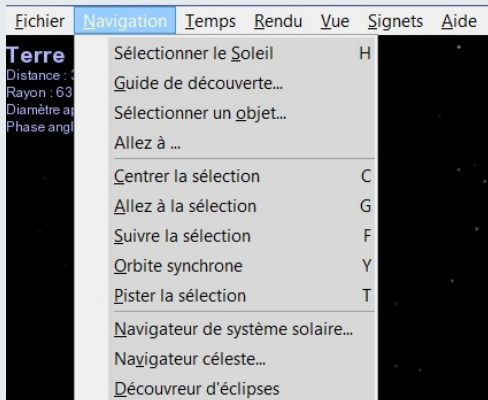 Fichier Navigation Temps Rendu Vue Signets Aide
Terre
Distance :
Rayon : 63
Diamètre
Phase
Sélectionner le Soleil H
Guide de découverte...
Sélectionner un objet...
Allez à ...
Centrer la sélection C
Allez à la sélection G
Suivre la sélection F
Orbite synchrone Y
Pister la sélection T
Navigateur de système solaire...
Navigateur céleste...
Découvreur d'éclipses